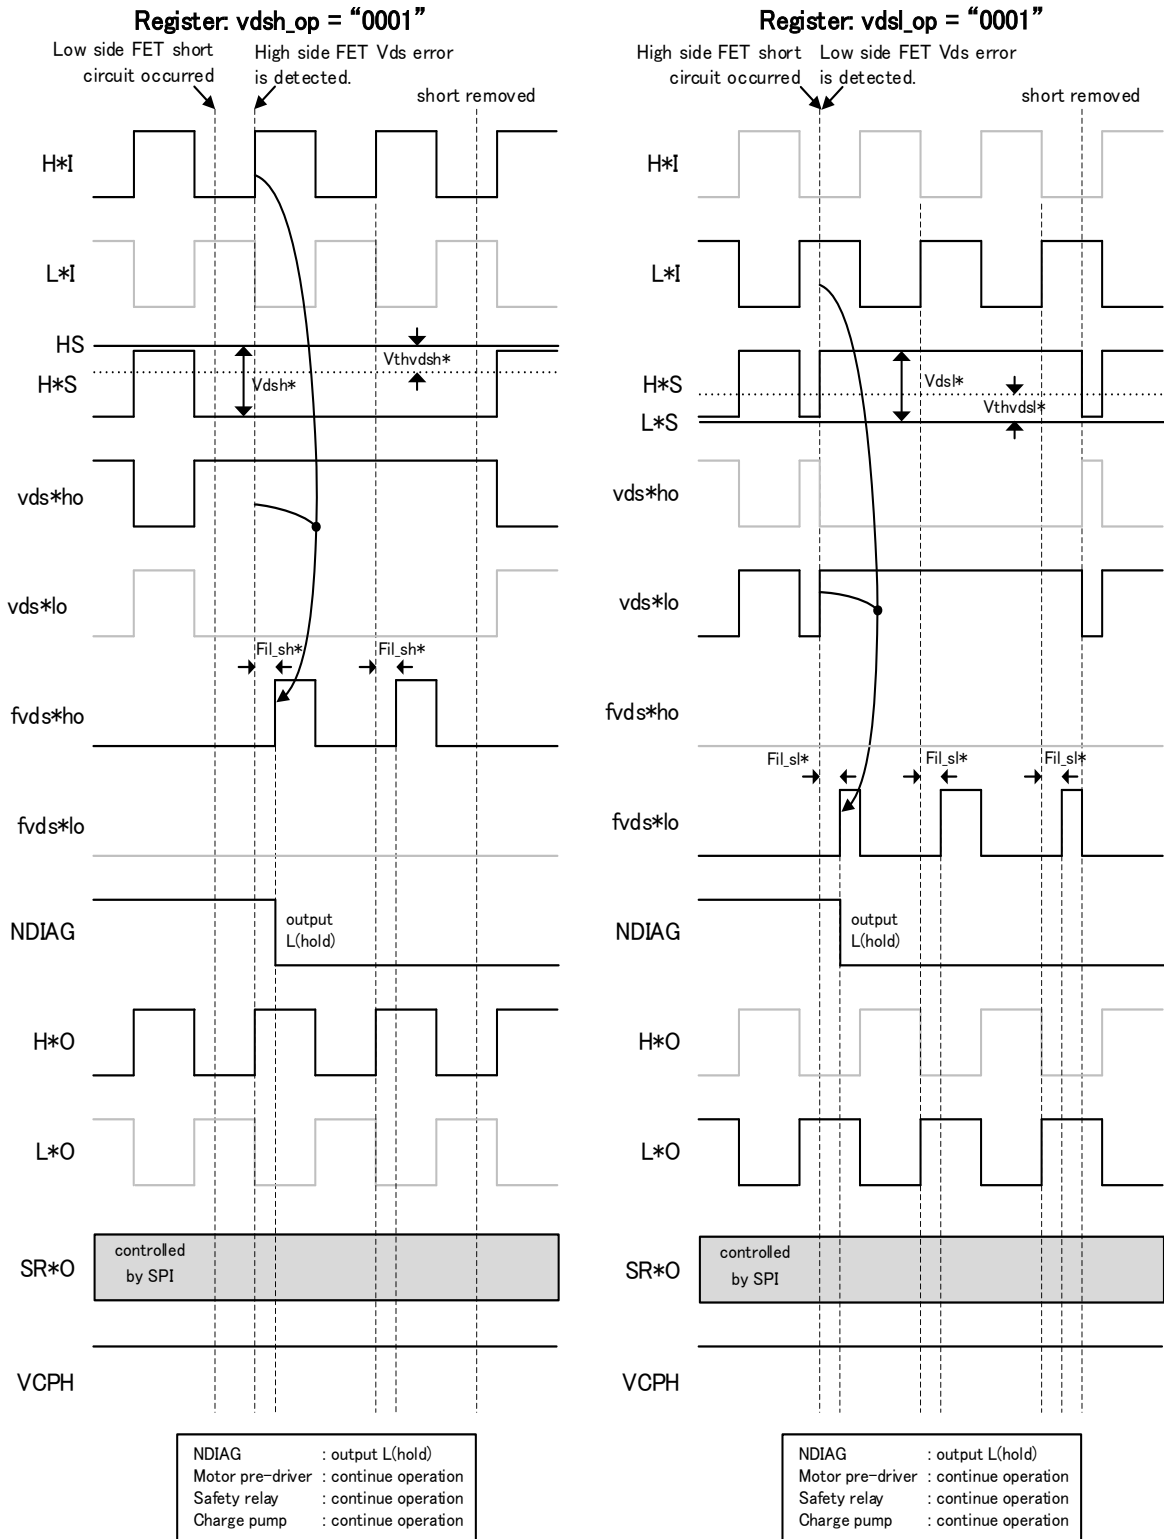 Register: vdsh_op = “0001”
Low side FET short
circuit occurred
High side FET Vds error
is detected.
short removed
H*I
L*I
HS
Vthvdsh*
H*S
Vdsh*
vds*ho
vds*lo
Fil_sh*
Fil_sh*
fvds*ho
fvds*lo
NDIAG
output
L(hold)
H*O
L*O
SR*O
controlled
by SPI
VCPH
NDIAG : output L(hold)
Motor pre-driver : continue operation
Safety relay : continue operation
Charge pump : continue operation
Register: vdsl_op = “0001”
High side FET short
circuit occurred
Low side FET Vds error
is detected.
short removed
H*I
L*I
H*S
Vdsl*
Vthvdsl*
L*S
vds*ho
vds*lo
fvds*ho
Fil_sl*
Fil_sl*
Fil_sl*
fvds*lo
NDIAG
output
L(hold)
H*O
L*O
SR*O
controlled
by SPI
VCPH
NDIAG : output L(hold)
Motor pre-driver : continue operation
Safety relay : continue operation
Charge pump : continue operation